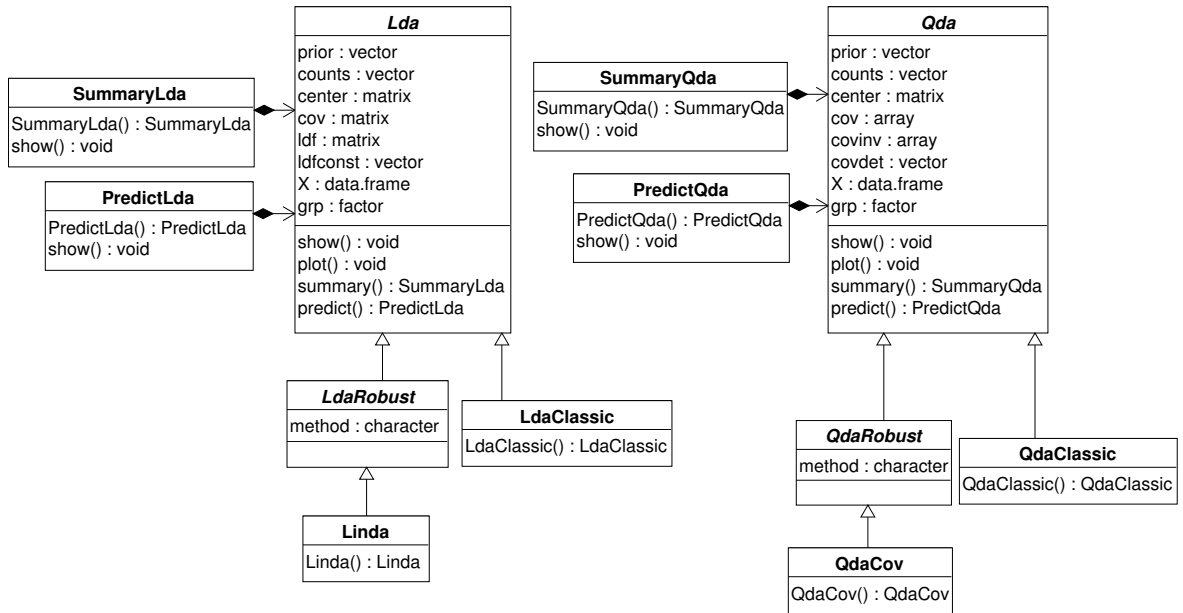 Lda
prior : vector
counts : vector
center : matrix
cov : matrix
ldf : matrix
ldfconst : vector
X : data.frame
grp : factor
show() : void
plot() : void
summary() : SummaryLda
predict() : PredictLda
SummaryLda
SummaryLda() : SummaryLda
show() : void
PredictLda
PredictLda() : PredictLda
show() : void
LdaRobust
method : character
LdaClassic
LdaClassic() : LdaClassic
Linda
Linda() : Linda
Qda
prior : vector
counts : vector
center : matrix
cov : array
covinv : array
covdet : vector
X : data.frame
grp : factor
show() : void
plot() : void
summary() : SummaryQda
predict() : PredictQda
SummaryQda
SummaryQda() : SummaryQda
show() : void
PredictQda
PredictQda() : PredictQda
show() : void
QdaRobust
method : character
QdaClassic
QdaClassic() : QdaClassic
QdaCov
QdaCov() : QdaCov